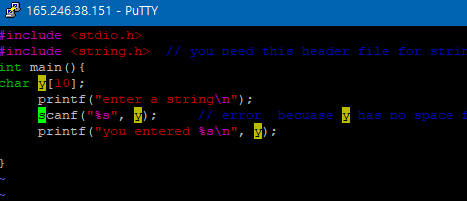 165.246.38.151 - PuTTY
#include <stdio.h>
#include <string.h>  // you need this header file for
int main(){
char y[10];
    printf("enter a string\n");
    scanf("%s", y);     // error  becuase y has no space
    printf("you entered %s\n", y);
}
~
~